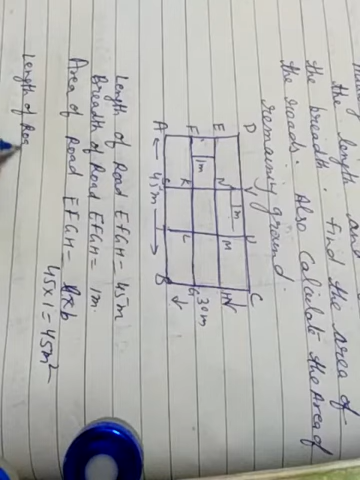 the length and
the breadth. Find the area of
the roads. Also Calculate the Area of
remaining ground.
D V U C
E N M H
1m 1m
F K L G 30m
A B
← 45m →
Length of Road EFGH = 45m
Breadth of Road EFGH = 1m.
Area of Road EFGH = l×b
45×1 = 45m²
Length of Roa